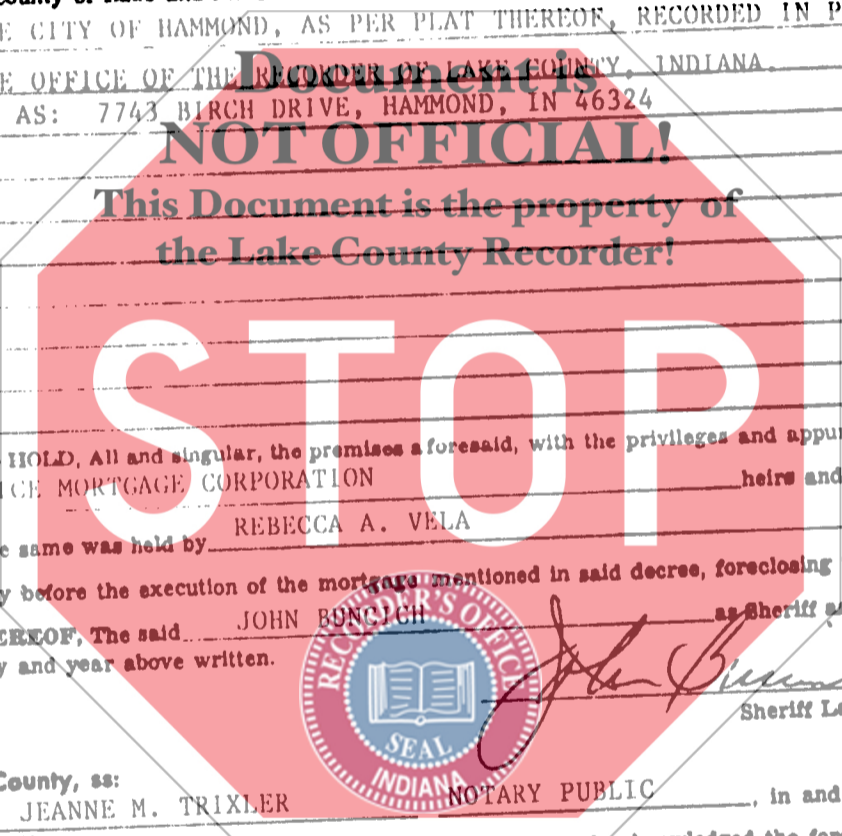 E CITY OF HAMMOND, AS PER PLAT THEREOF, RECORDED IN P
Document is
E OFFICE OF THE RECORDER OF LAKE COUNTY, INDIANA.
AS: 7743 BIRCH DRIVE, HAMMOND, IN 46324
NOT OFFICIAL!
This Document is the property of
the Lake County Recorder!
STOP
HOLD, All and singular, the premises aforesaid, with the privileges and appur
ICE MORTGAGE CORPORATION heirs and
e same was held by REBECCA A. VELA
y before the execution of the mortgage mentioned in said decree, foreclosing
EREOF, The said JOHN BUNCICH as Sheriff
y and year above written.
RECORDER'S OFFICE
SEAL
INDIANA
John
Sheriff L
County, ss:
JEANNE M. TRIXLER NOTARY PUBLIC , in and